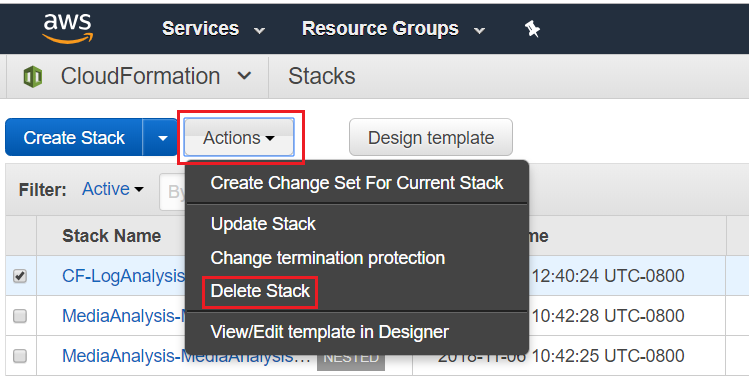 aws Services Resource Groups
CloudFormation Stacks
Create Stack Actions Design template
Filter: Active By
Create Change Set For Current Stack
Stack Name me
Update Stack
Change termination protection
CF-LogAnalysis 12:40:24 UTC-0800
Delete Stack
MediaAnalysis-M 10:42:28 UTC-0800
View/Edit template in Designer
MediaAnalysis-MediaAnalysis… 2018-11-06 10:42:25 UTC-0800
NESTED